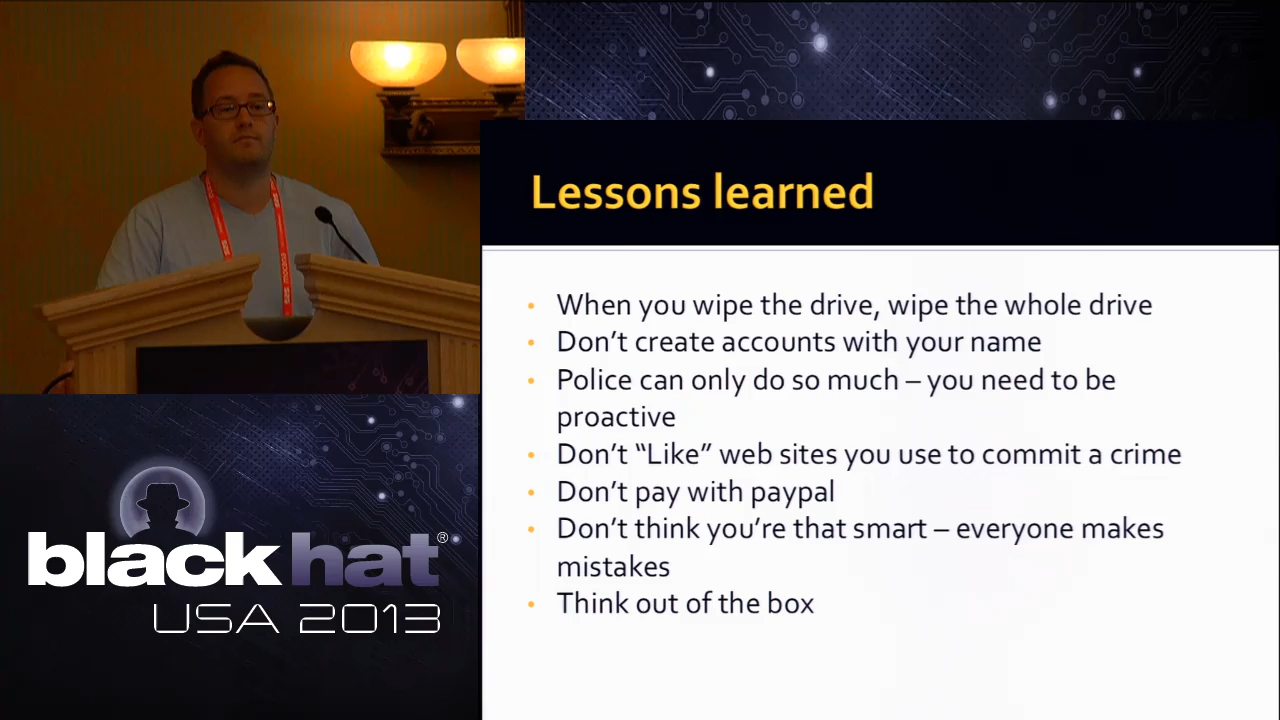 Lessons learned
When you wipe the drive, wipe the whole drive
Don't create accounts with your name
Police can only do so much – you need to be
proactive
Don't “Like” web sites you use to commit a crime
Don't pay with paypal
Don't think you're that smart – everyone makes
mistakes
Think out of the box
black hat®
USA 2013